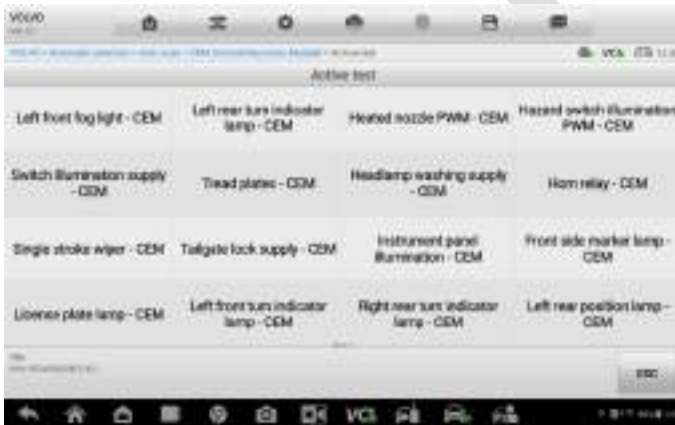 VOLVO
VCI
Active test
Left front fog light - CEM
Left rear turn indicator
lamp - CEM
Heated nozzle PWM - CEM
Hazard switch illumination
PWM - CEM
Switch illumination supply
- CEM
Tread plates - CEM
Headlamp washing supply
- CEM
Horn relay - CEM
Single stroke wiper - CEM
Tailgate lock supply - CEM
Instrument panel
illumination - CEM
Front side marker lamp -
CEM
License plate lamp - CEM
Left front turn indicator
lamp - CEM
Right rear turn indicator
lamp - CEM
Left rear position lamp -
CEM
ESC
VCI